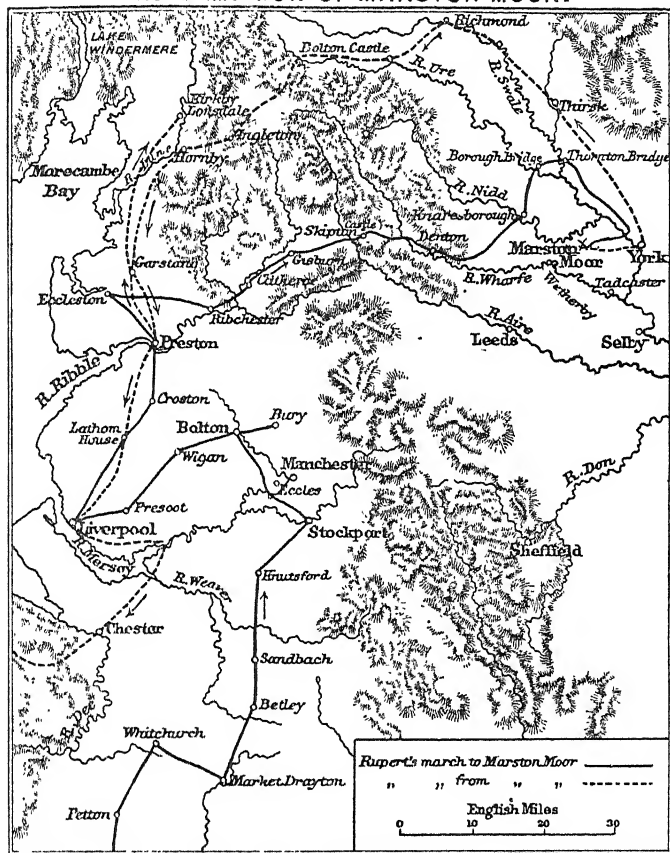 LAKE
WINDERMERE
Richmond
Bolton Castle
R. Ure
R. Swale
Thirsk
Kirkby
Lonsdale
Angleton
Hornby
Morecambe
Bay
Borough Bridge
Thornton Bridge
R. Nidd
Knaresborough
Skipton
Castle
Denton
Marston
Moor
York
Garstang
Gisburn
Clithero
R. Wharfe
Wetherby
Tadcaster
Eccleston
Ribchester
R. Aire
Leeds
Selby
Preston
R. Ribble
Croston
Lathom
House
Bolton
Bury
Wigan
Manchester
Eccles
R. Don
Prescot
Liverpool
Stockport
Sheffield
Mersey
R. Weaver
Knutsford
Chester
Sandbach
R. Dee
Betley
Whitchurch
Market Drayton
Petton
Rupert's march to Marston Moor
" " from " "
English Miles
0 10 20 30